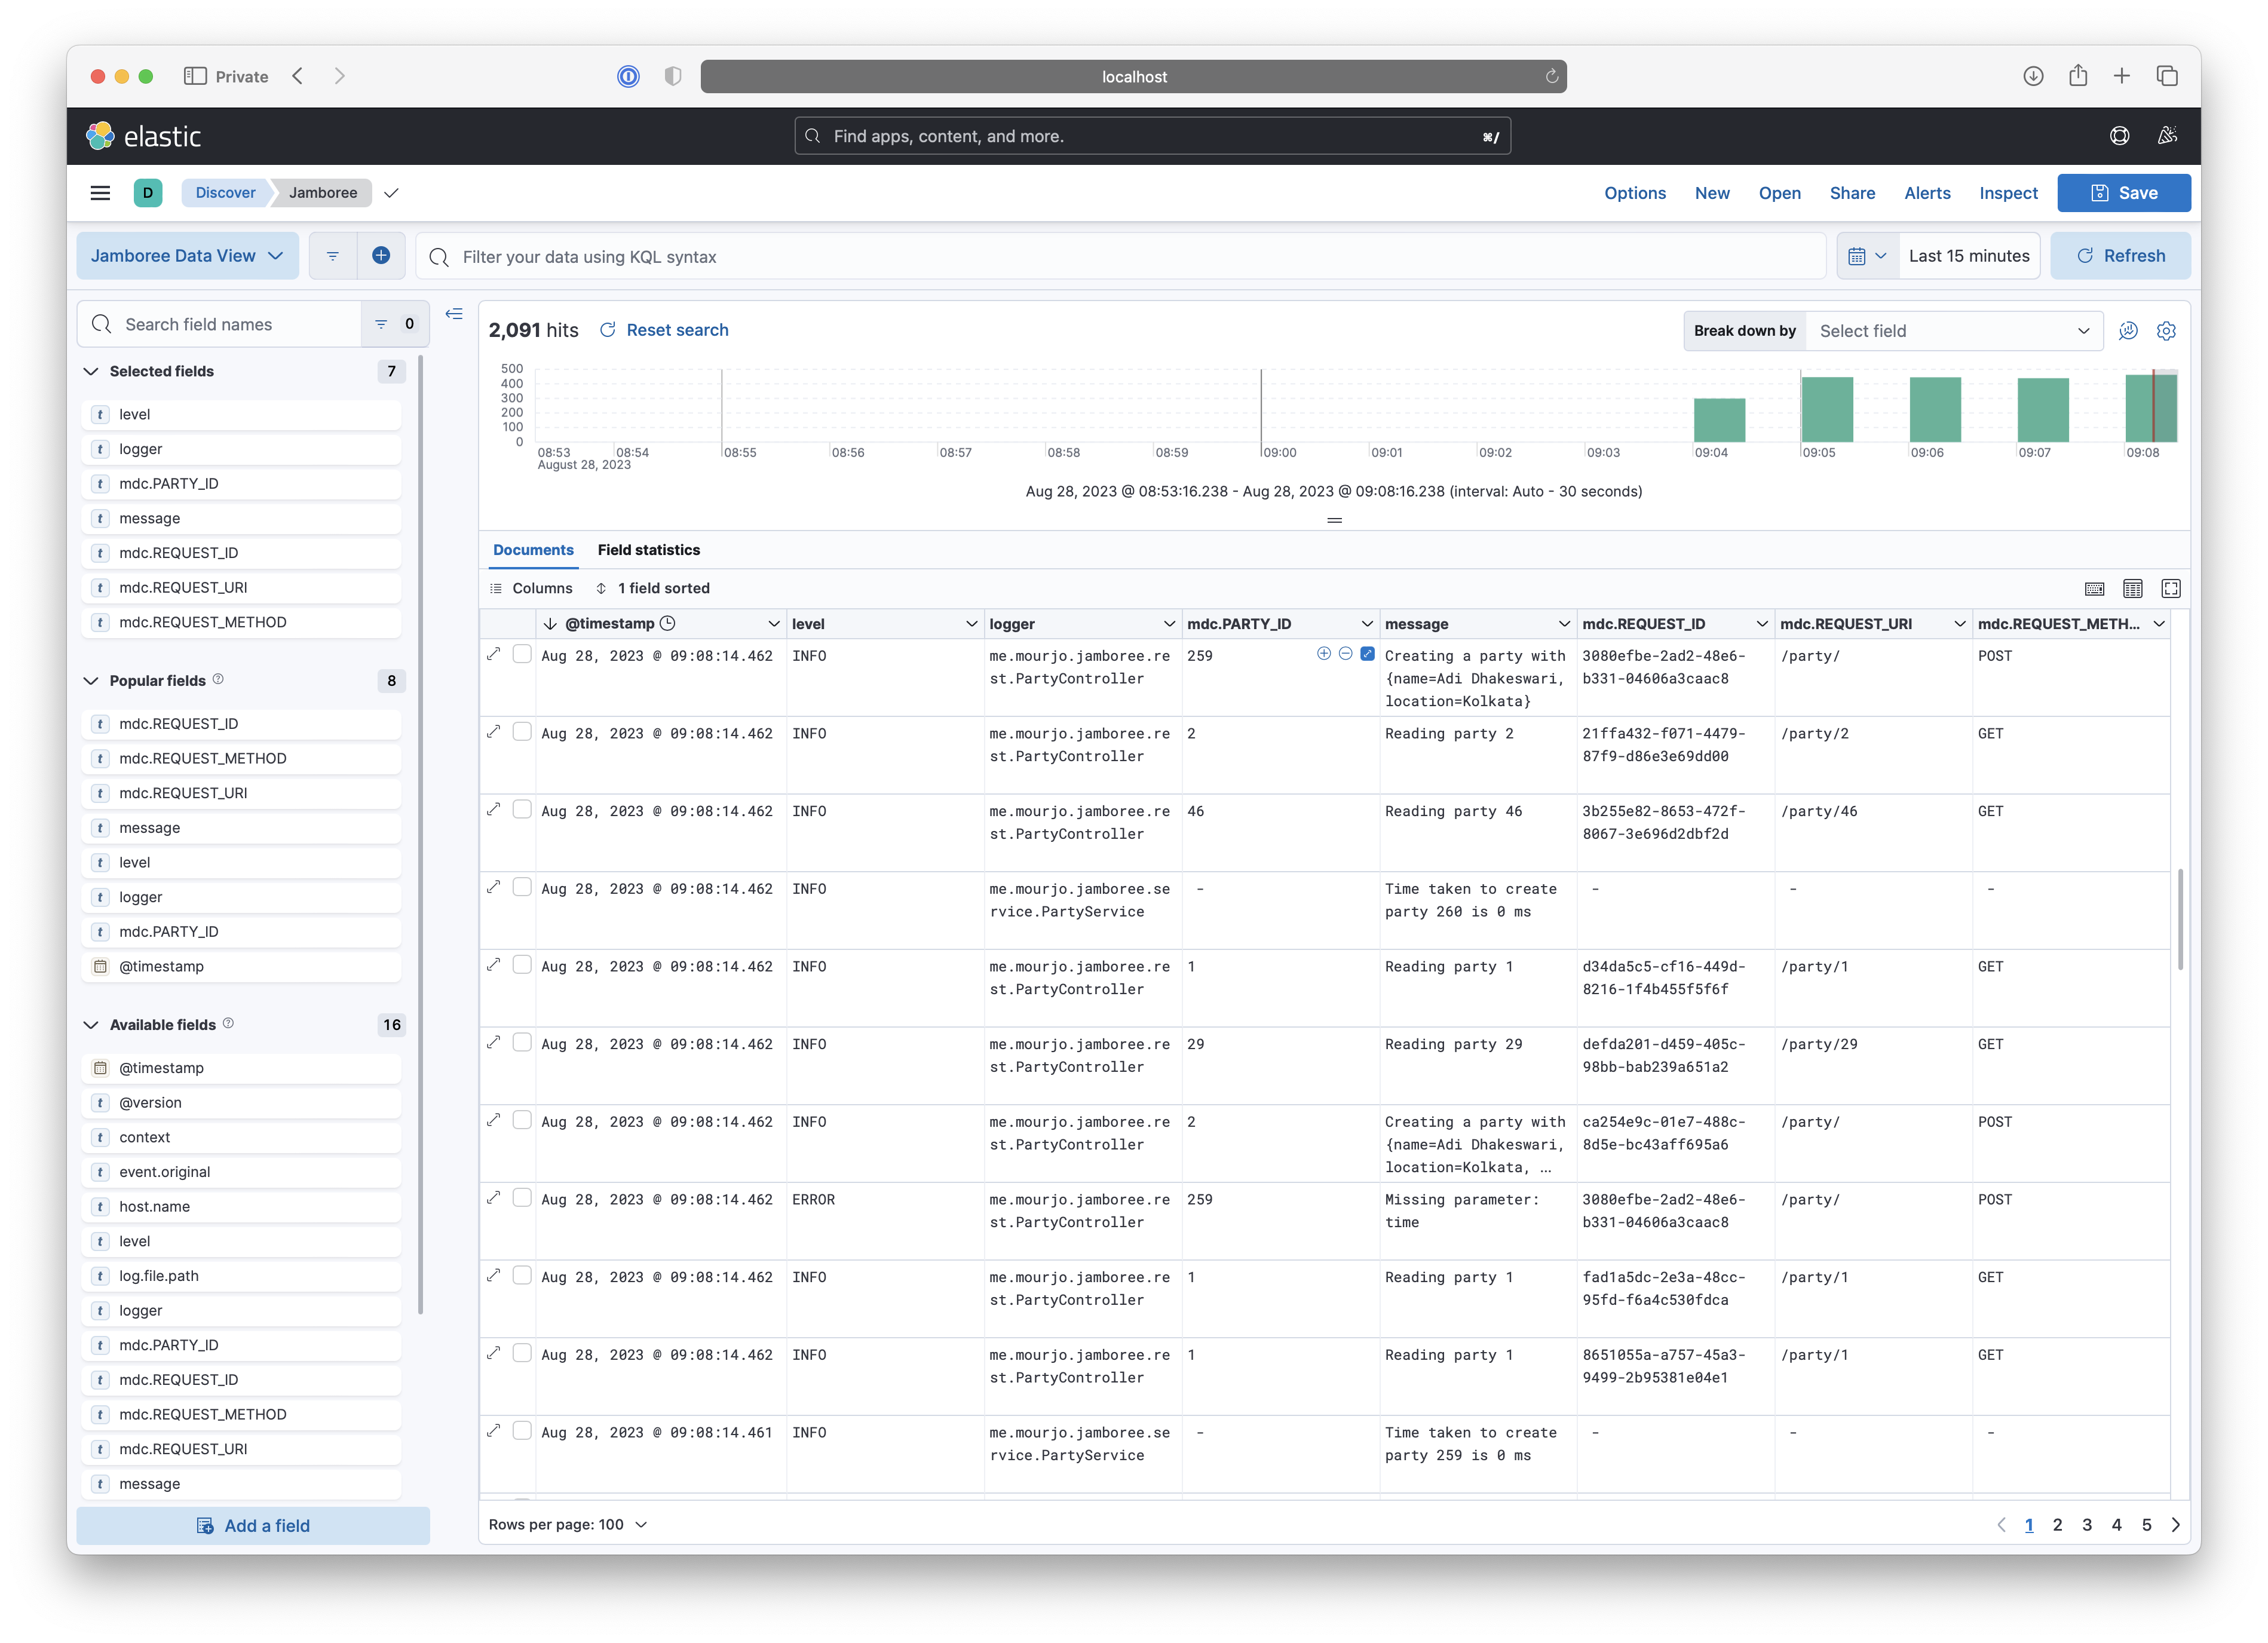 Private
localhost
elastic
Find apps, content, and more.
⌘/
D
Discover
Jamboree
Options
New
Open
Share
Alerts
Inspect
Save
Jamboree Data View
Filter your data using KQL syntax
Last 15 minutes
Refresh
Search field names
0
Selected fields
7
t level
t logger
t mdc.PARTY_ID
t message
t mdc.REQUEST_ID
t mdc.REQUEST_URI
t mdc.REQUEST_METHOD
Popular fields
8
t mdc.REQUEST_ID
t mdc.REQUEST_METHOD
t mdc.REQUEST_URI
t message
t level
t logger
t mdc.PARTY_ID
@timestamp
Available fields
16
@timestamp
t @version
t context
t event.original
t host.name
t level
t log.file.path
t logger
t mdc.PARTY_ID
t mdc.REQUEST_ID
t mdc.REQUEST_METHOD
t mdc.REQUEST_URI
t message
Add a field
2,091 hits
Reset search
Break down by
Select field
500
400
300
200
100
0
08:53 08:54 08:55 08:56 08:57 08:58 08:59 09:00 09:01 09:02 09:03 09:04 09:05 09:06 09:07 09:08
August 28, 2023
Aug 28, 2023 @ 08:53:16.238 - Aug 28, 2023 @ 09:08:16.238 (interval: Auto - 30 seconds)
Documents
Field statistics
Columns
1 field sorted
@timestamp level logger mdc.PARTY_ID message mdc.REQUEST_ID mdc.REQUEST_URI mdc.REQUEST_METH...
Aug 28, 2023 @ 09:08:14.462 INFO me.mourjo.jamboree.re 259 Creating a party with 3080efbe-2ad2-48e6- /party/ POST
st.PartyController {name=Adi Dhakeswari, b331-04606a3caac8
location=Kolkata}
Aug 28, 2023 @ 09:08:14.462 INFO me.mourjo.jamboree.re 2 Reading party 2 21ffa432-f071-4479- /party/2 GET
st.PartyController 87f9-d86e3e69dd00
Aug 28, 2023 @ 09:08:14.462 INFO me.mourjo.jamboree.re 46 Reading party 46 3b255e82-8653-472f- /party/46 GET
st.PartyController 8067-3e696d2dbf2d
Aug 28, 2023 @ 09:08:14.462 INFO me.mourjo.jamboree.se - Time taken to create - - -
rvice.PartyService party 260 is 0 ms
Aug 28, 2023 @ 09:08:14.462 INFO me.mourjo.jamboree.re 1 Reading party 1 d34da5c5-cf16-449d- /party/1 GET
st.PartyController 8216-1f4b455f5f6f
Aug 28, 2023 @ 09:08:14.462 INFO me.mourjo.jamboree.re 29 Reading party 29 defda201-d459-405c- /party/29 GET
st.PartyController 98bb-bab239a651a2
Aug 28, 2023 @ 09:08:14.462 INFO me.mourjo.jamboree.re 2 Creating a party with ca254e9c-01e7-488c- /party/ POST
st.PartyController {name=Adi Dhakeswari, 8d5e-bc43aff695a6
location=Kolkata, ...
Aug 28, 2023 @ 09:08:14.462 ERROR me.mourjo.jamboree.re 259 Missing parameter: 3080efbe-2ad2-48e6- /party/ POST
st.PartyController time b331-04606a3caac8
Aug 28, 2023 @ 09:08:14.462 INFO me.mourjo.jamboree.re 1 Reading party 1 fad1a5dc-2e3a-48cc- /party/1 GET
st.PartyController 95fd-f6a4c530fdca
Aug 28, 2023 @ 09:08:14.462 INFO me.mourjo.jamboree.re 1 Reading party 1 8651055a-a757-45a3- /party/1 GET
st.PartyController 9499-2b95381e04e1
Aug 28, 2023 @ 09:08:14.461 INFO me.mourjo.jamboree.se - Time taken to create - - -
rvice.PartyService party 259 is 0 ms
Rows per page: 100
1 2 3 4 5